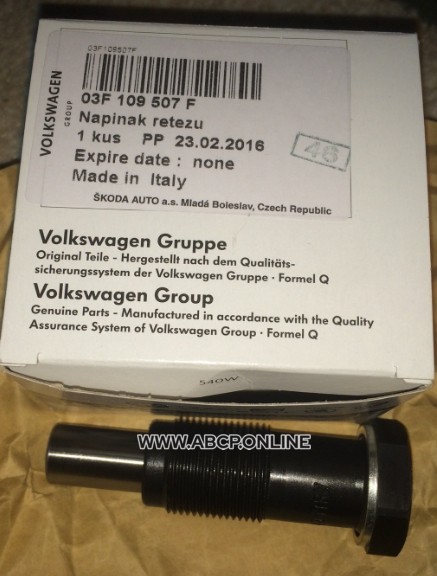 03F109507F
VOLKSWAGEN
GROUP
03F 109 507 F
Napinak retezu
1 kus PP 23.02.2016
46
Expire date : none
Made in Italy
ŠKODA AUTO a.s. Mladá Boleslav, Czech Republic
Volkswagen Gruppe
Original Teile - Hergestellt nach dem Qualitäts-
sicherungssystem der Volkswagen Gruppe · Formel Q
Volkswagen Group
Genuine Parts - Manufactured in accordance with the Quality
Assurance System of Volkswagen Group · Formel Q
540W
WWW.ABCP.ONLINE